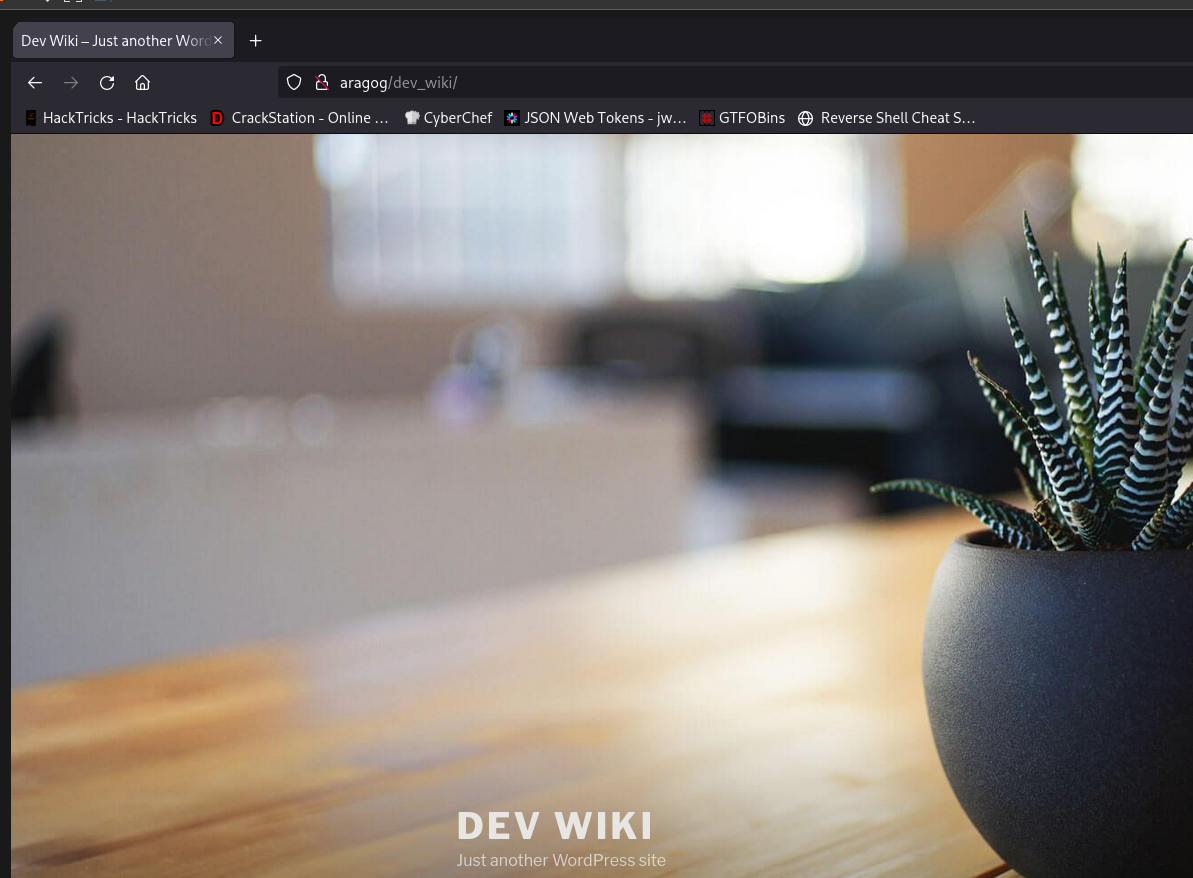 Dev Wiki – Just another Word
aragog/dev_wiki/
HackTricks - HackTricks CrackStation - Online ... CyberChef JSON Web Tokens - jw... GTFOBins Reverse Shell Cheat S...
DEV WIKI
Just another WordPress site